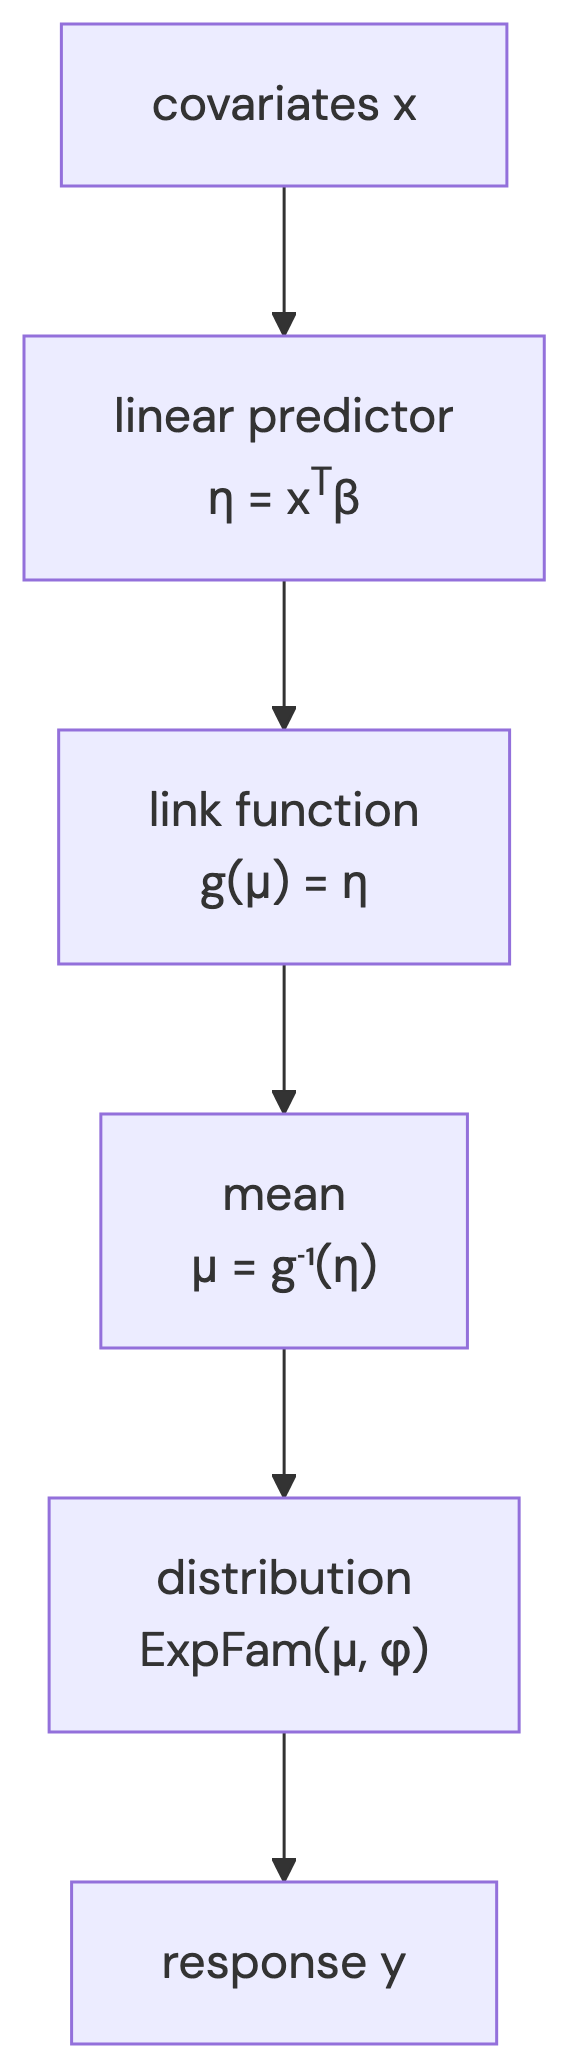 covariates x
linear predictor
η = xᵀβ
link function
g(μ) = η
mean
μ = g⁻¹(η)
distribution
ExpFam(μ, φ)
response y